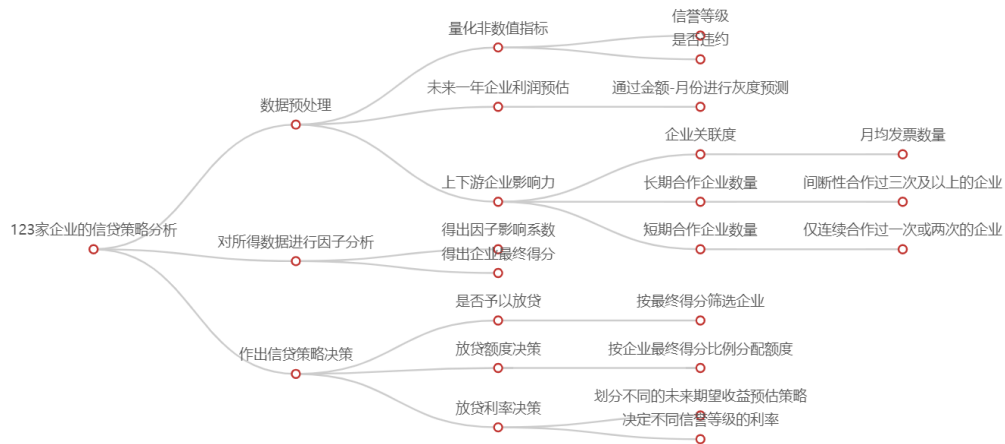 信誉等级
量化非数值指标
是否违约
未来一年企业利润预估
通过金额-月份进行灰度预测
数据预处理
企业关联度
月均发票数量
上下游企业影响力
长期合作企业数量
间断性合作过三次及以上的企业
123家企业的信贷策略分析
对所得数据进行因子分析
得出因子影响系数
短期合作企业数量
仅连续合作过一次或两次的企业
得出企业最终得分
是否予以放贷
按最终得分筛选企业
作出信贷策略决策
放贷额度决策
按企业最终得分比例分配额度
划分不同的未来期望收益预估策略
放贷利率决策
决定不同信誉等级的利率